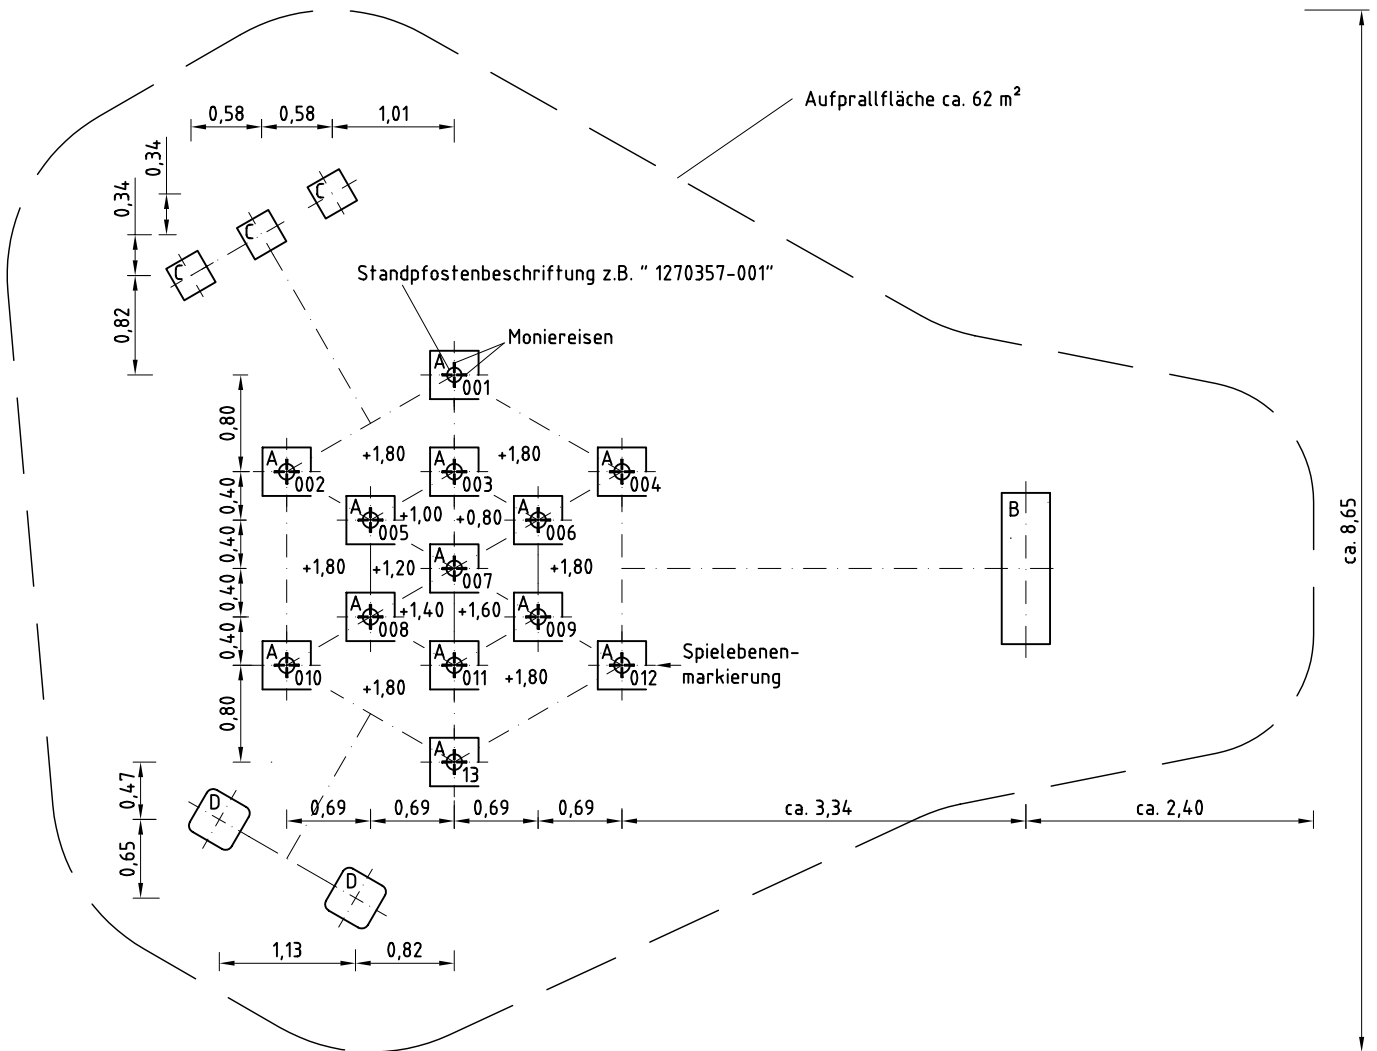 Aufprallfläche ca. 62 m²
0,58 0,58 1,01
0,34
0,34
0,82
C
C
C
Standpfostenbeschriftung z.B. " 1270357-001"
Moniereisen
A 001
0,80
+1,80 +1,80
A 002
A 003
A 004
0,40
A 005
+1,00 +0,80
A 006
B
0,40
+1,80 +1,20
A 007
+1,80
ca. 8,65
0,40
A 008
+1,40 +1,60
A 009
0,40
A 010
A 011
A 012
Spielebenen-
markierung
+1,80 +1,80
0,80
A 13
0,47
0,69 0,69 0,69 0,69 ca. 3,34 ca. 2,40
D
0,65
D
1,13 0,82